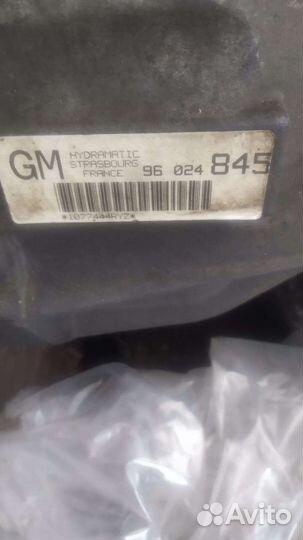 GM HYDRAMATIC
STRASBOURG
FRANCE 96 024 845
*1077444RYZ*
Avito